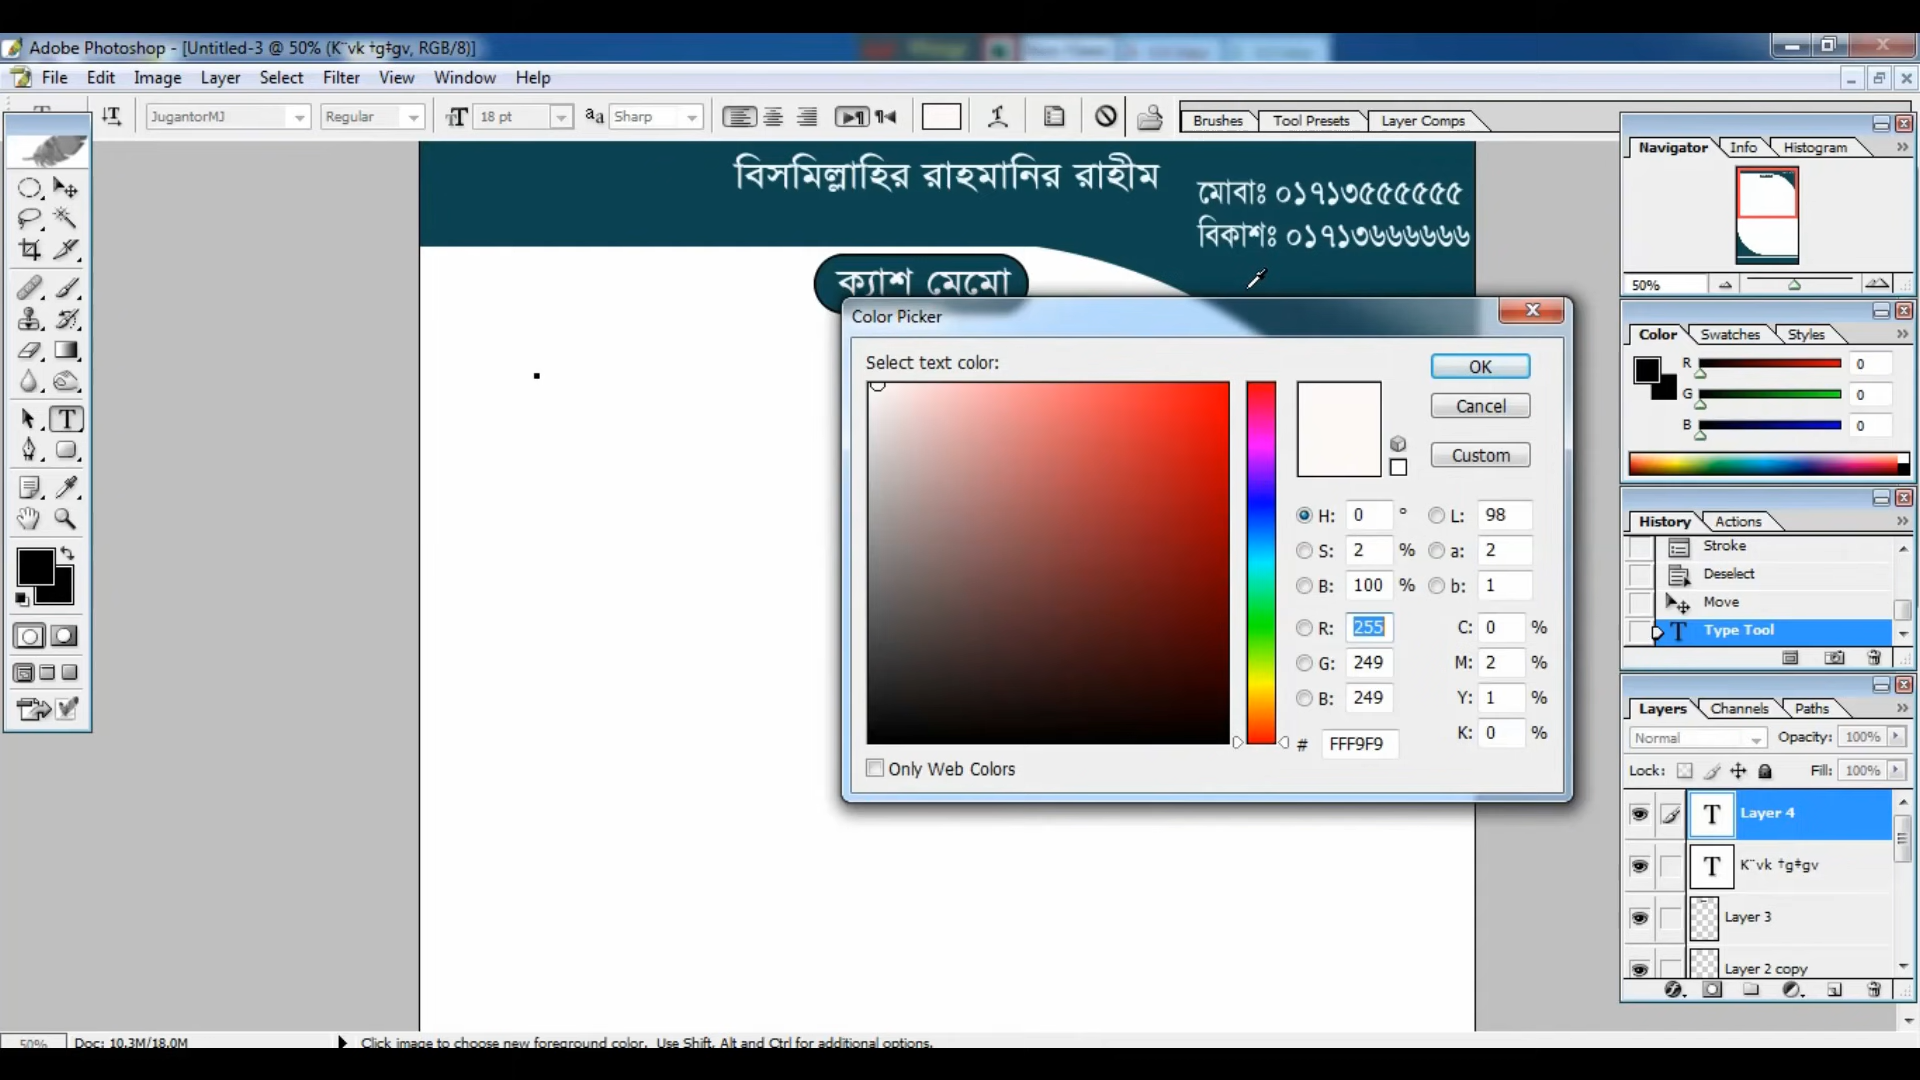 Adobe Photoshop - [Untitled-3 @ 50% (K¨vk †g‡gv, RGB/8)]
File Edit Image Layer Select Filter View Window Help
JugantorMJ Regular 18 pt aa Sharp Brushes Tool Presets Layer Comps
বিসমিল্লাহির রাহমানির রাহীম
মোবাঃ ০১৭১৩৫৫৫৫৫৫
বিকাশঃ ০১৭১৩৬৬৬৬৬৬
ক্যাশ মেমো
Color Picker
Select text color:
OK
Cancel
Custom
H: 0 ° L: 98
S: 2 % a: 2
B: 100 % b: 1
R: 255 C: 0 %
G: 249 M: 2 %
B: 249 Y: 1 %
K: 0 %
# FFF9F9
Only Web Colors
Navigator Info Histogram
50%
Color Swatches Styles
R 0
G 0
B 0
History Actions
Stroke
Deselect
Move
Type Tool
Layers Channels Paths
Normal Opacity: 100%
Lock: Fill: 100%
Layer 4
K¨vk †g‡gv
Layer 3
Layer 2 copy
50% Doc: 10.3M/18.0M Click image to choose new foreground color. Use Shift, Alt and Ctrl for additional options.